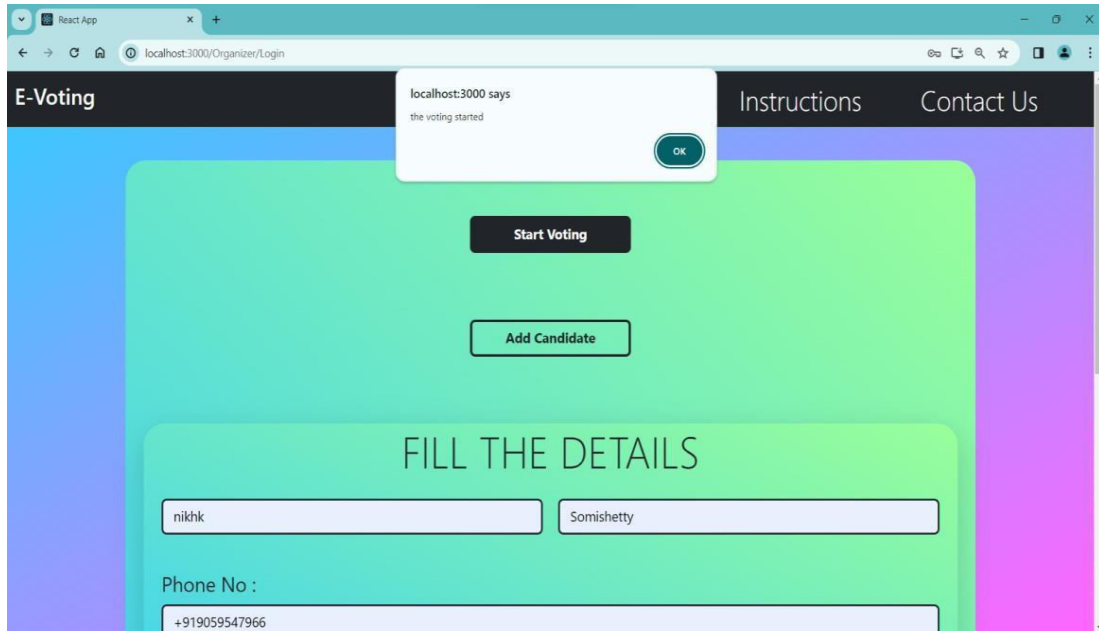 React App
localhost:3000/Organizer/Login
E-Voting
localhost:3000 says
the voting started
OK
Instructions
Contact Us
Start Voting
Add Candidate
FILL THE DETAILS
nikhk
Somishetty
Phone No :
+919059547966